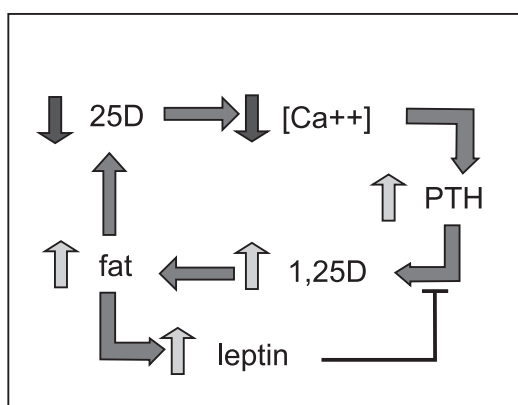 25D
[Ca++]
PTH
fat
1,25D
leptin